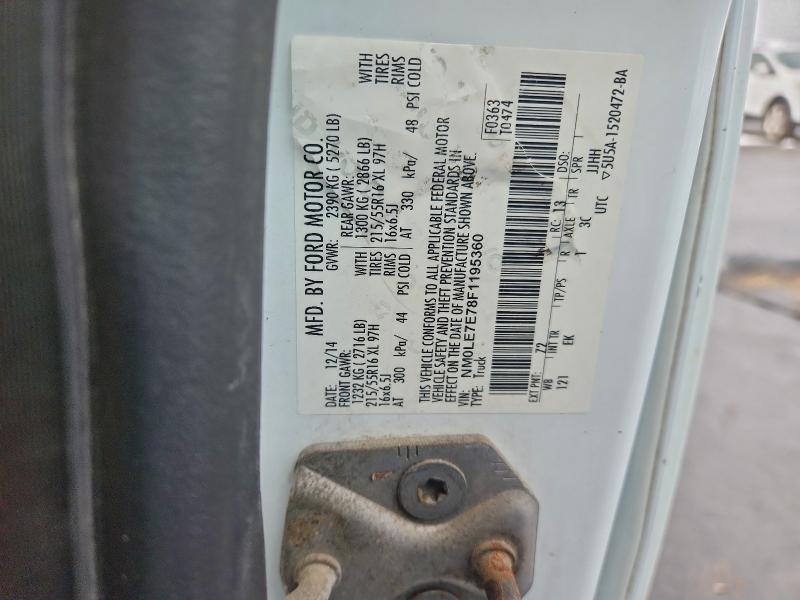 MFD. BY FORD MOTOR CO.
DATE: 12/14 GVWR: 2390 KG ( 5270 LB)
FRONT GAWR: REAR GAWR:
1232 KG ( 2716 LB) WITH 1300 KG ( 2866 LB) WITH
215/55R16 XL 97H TIRES 215/55R16 XL 97H TIRES
16x6.5J RIMS 16x6.5J RIMS
AT 300 kPa/ 44 PSI COLD AT 330 kPa/ 48 PSI COLD
THIS VEHICLE CONFORMS TO ALL APPLICABLE FEDERAL MOTOR
VEHICLE SAFETY AND THEFT PREVENTION STANDARDS IN
EFFECT ON THE DATE OF MANUFACTURE SHOWN ABOVE.
VIN: NM0LE7E78F1195360 F0363
TYPE: Truck T0474
EXT PNT: Z2 RC: 13 DSO:
WB INT TR TP/PS R AXLE TR SPR
121 EK I 3C I JJHH
UTC ▽ 5U5A-1520472-BA